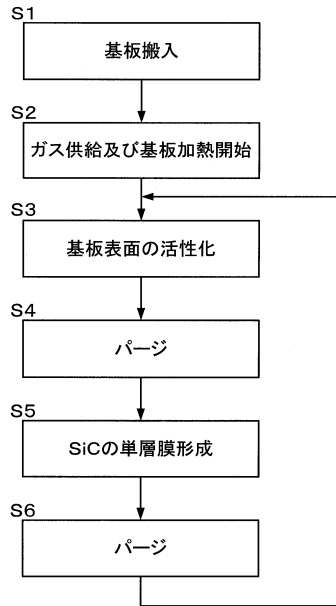 S1
基板搬入
S2
ガス供給及び基板加熱開始
S3
基板表面の活性化
S4
パージ
S5
SiCの単層膜形成
S6
パージ